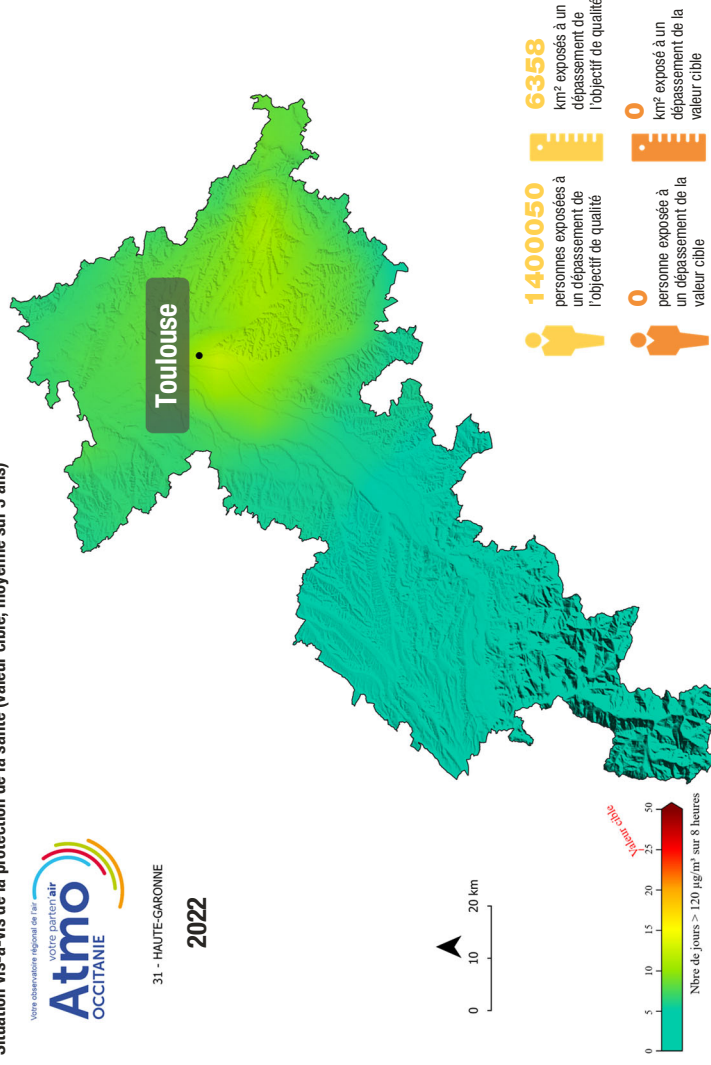 Situation vis-à-vis de la protection de la santé (valeur cible, moyenne sur 3 ans)
Votre observatoire régional de l'air
votre parten'air
Atmo
OCCITANIE
31 - HAUTE-GARONNE
2022
Toulouse
0 10 20 km
Valeur cible
0 5 10 15 20 25 50
Nbre de jours > 120 µg/m³ sur 8 heures
1400050
personnes exposées à
un dépassement de
l'objectif de qualité
6358
km² exposés à un
dépassement de
l'objectif de qualité
0
personne exposée à
un dépassement de la
valeur cible
0
km² exposé à un
dépassement de la
valeur cible